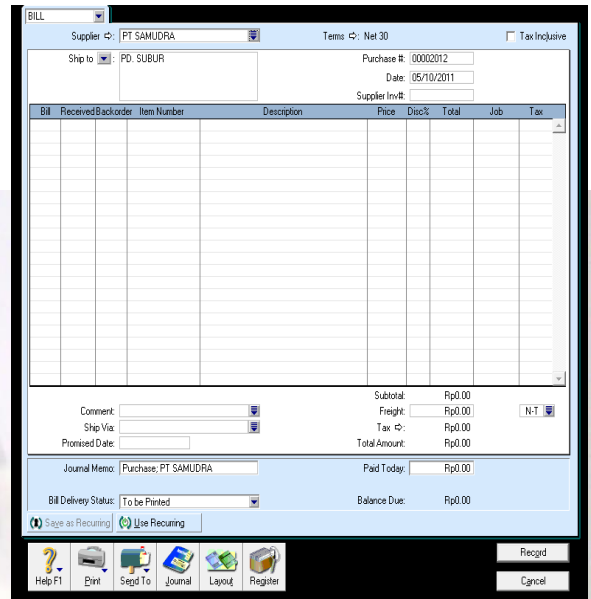 BILL
Supplier ⇨: PT SAMUDRA Terms ⇨: Net 30 Tax Inclusive
Ship to : PD. SUBUR Purchase #: 00002012
Date: 05/10/2011
Supplier Inv#:
Bill Received Backorder Item Number Description Price Disc% Total Job Tax
Subtotal: Rp0.00
Comment: Freight: Rp0.00 N-T
Ship Via: Tax ⇨: Rp0.00
Promised Date: Total Amount: Rp0.00
Journal Memo: Purchase; PT SAMUDRA Paid Today: Rp0.00
Bill Delivery Status: To be Printed Balance Due: Rp0.00
Save as Recurring Use Recurring
Help F1 Print Send To Journal Layout Register
Record
Cancel